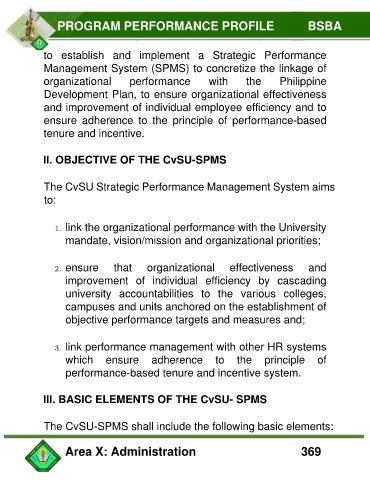 PROGRAM PERFORMANCE PROFILE BSBA
to establish and implement a Strategic Performance
Management System (SPMS) to concretize the linkage of
organizational performance with the Philippine
Development Plan, to ensure organizational effectiveness
and improvement of individual employee efficiency and to
ensure adherence to the principle of performance-based
tenure and incentive.
II. OBJECTIVE OF THE CvSU-SPMS
The CvSU Strategic Performance Management System aims
to:
1. link the organizational performance with the University
mandate, vision/mission and organizational priorities;
2. ensure that organizational effectiveness and
improvement of individual efficiency by cascading
university accountabilities to the various colleges,
campuses and units anchored on the establishment of
objective performance targets and measures and;
3. link performance management with other HR systems
which ensure adherence to the principle of
performance-based tenure and incentive system.
III. BASIC ELEMENTS OF THE CvSU- SPMS
The CvSU-SPMS shall include the following basic elements:
Area X: Administration 369